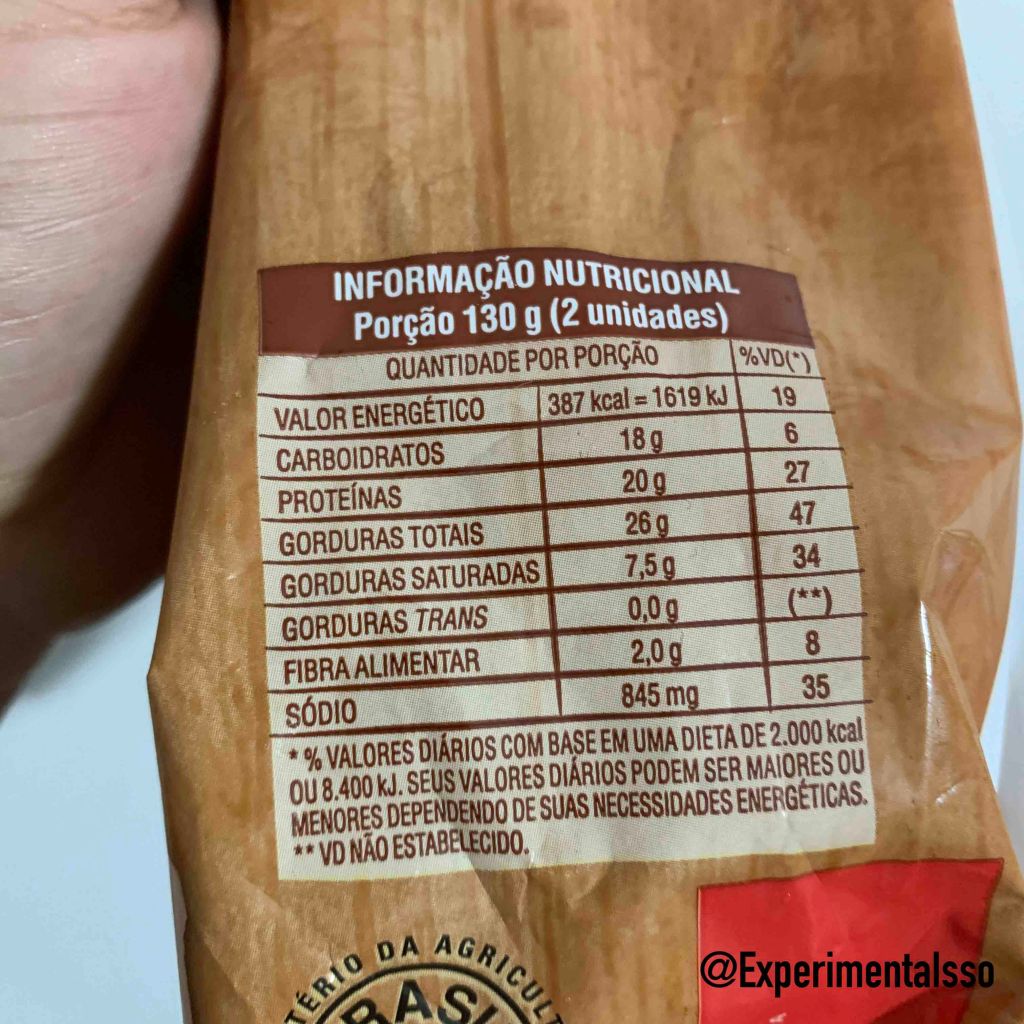 INFORMAÇÃO NUTRICIONAL
Porção 130 g (2 unidades)
QUANTIDADE POR PORÇÃO %VD(*)
VALOR ENERGÉTICO 387 kcal = 1619 kJ 19
CARBOIDRATOS 18 g 6
PROTEÍNAS 20 g 27
GORDURAS TOTAIS 26 g 47
GORDURAS SATURADAS 7,5 g 34
GORDURAS TRANS 0,0 g (**)
FIBRA ALIMENTAR 2,0 g 8
SÓDIO 845 mg 35
* % VALORES DIÁRIOS COM BASE EM UMA DIETA DE 2.000 kcal
OU 8.400 kJ. SEUS VALORES DIÁRIOS PODEM SER MAIORES OU
MENORES DEPENDENDO DE SUAS NECESSIDADES ENERGÉTICAS.
** VD NÃO ESTABELECIDO.
DA
@Experimentalsso